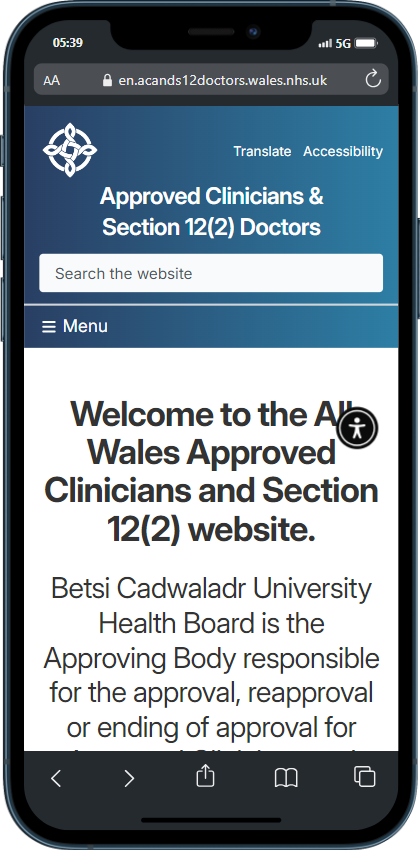 05:39
5G
AA
en.acands12doctors.wales.nhs.uk
Translate Accessibility
Approved Clinicians &
Section 12(2) Doctors
Search the website
Menu
Welcome to the All
Wales Approved
Clinicians and Section
12(2) website.
Betsi Cadwaladr University
Health Board is the
Approving Body responsible
for the approval, reapproval
or ending of approval for